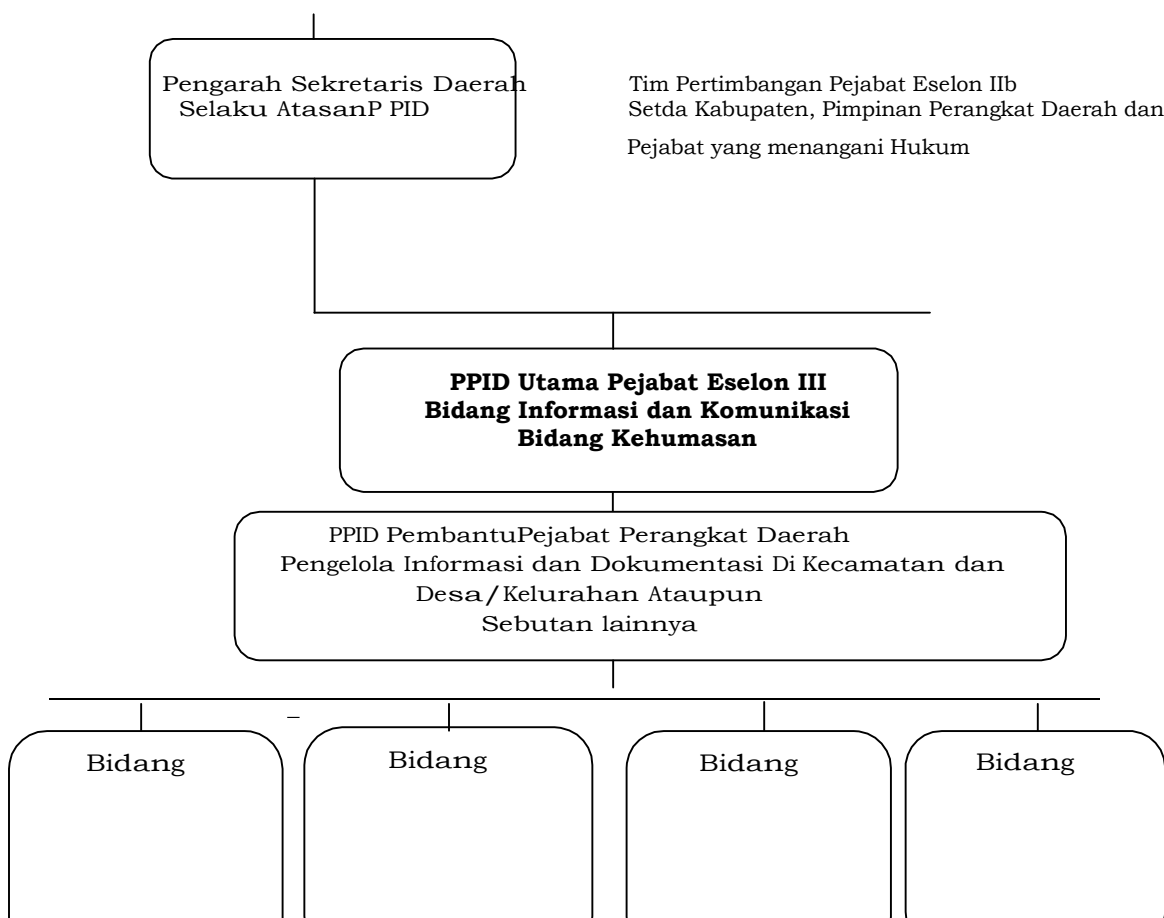 Pengarah Sekretaris Daerah
Selaku AtasanP PID
Tim Pertimbangan Pejabat Eselon IIb
Setda Kabupaten, Pimpinan Perangkat Daerah dan
Pejabat yang menangani Hukum
PPID Utama Pejabat Eselon III
Bidang Informasi dan Komunikasi
Bidang Kehumasan
PPID PembantuPejabat Perangkat Daerah
Pengelola Informasi dan Dokumentasi Di Kecamatan dan
Desa/Kelurahan Ataupun
Sebutan lainnya
Bidang
Bidang
Bidang
Bidang